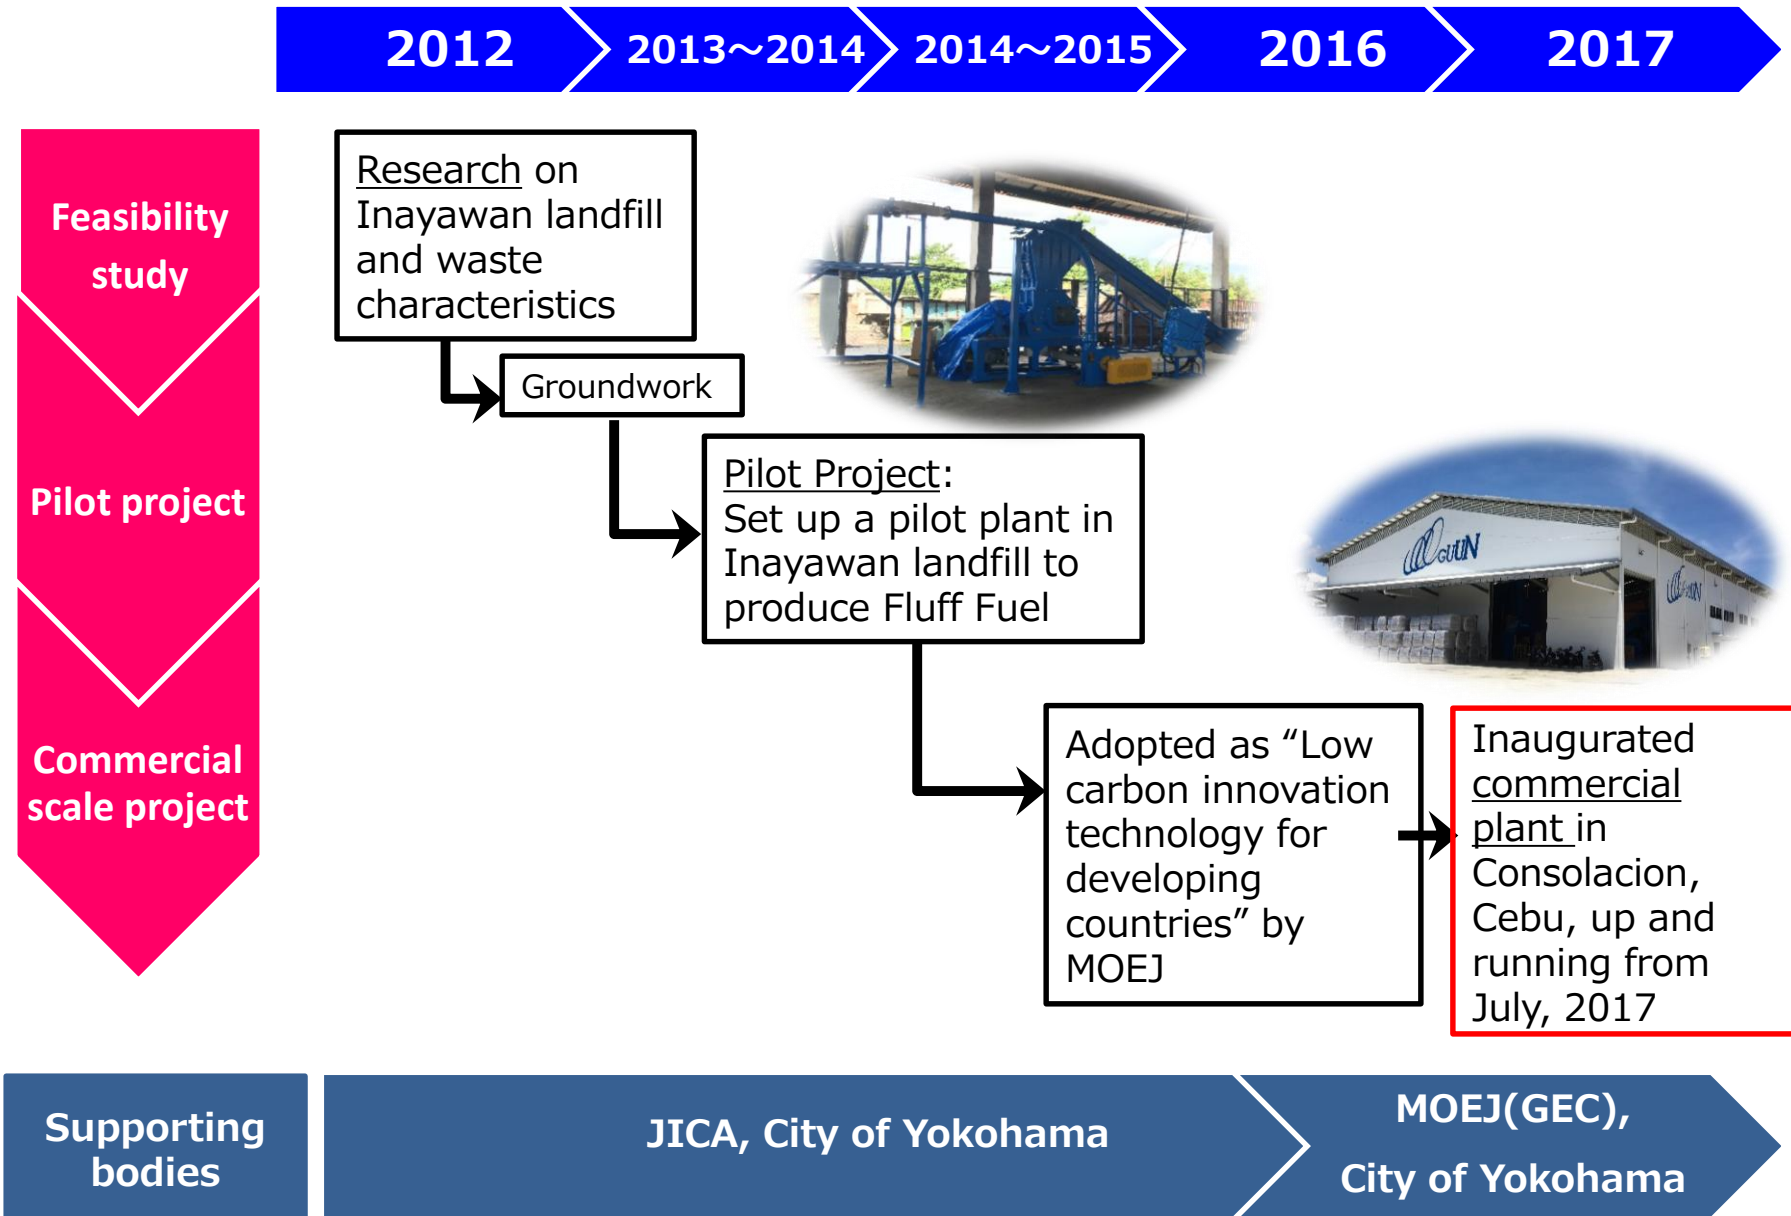 2012
2013～2014
2014～2015
2016
2017
Feasibility
study
Pilot project
Commercial
scale project
Research on
Inayawan landfill
and waste
characteristics
Groundwork
Pilot Project:
Set up a pilot plant in
Inayawan landfill to
produce Fluff Fuel
GUUN
GUUN
Adopted as “Low
carbon innovation
technology for
developing
countries” by
MOEJ
Inaugurated
commercial
plant in
Consolacion,
Cebu, up and
running from
July, 2017
Supporting
bodies
JICA, City of Yokohama
MOEJ(GEC),
City of Yokohama